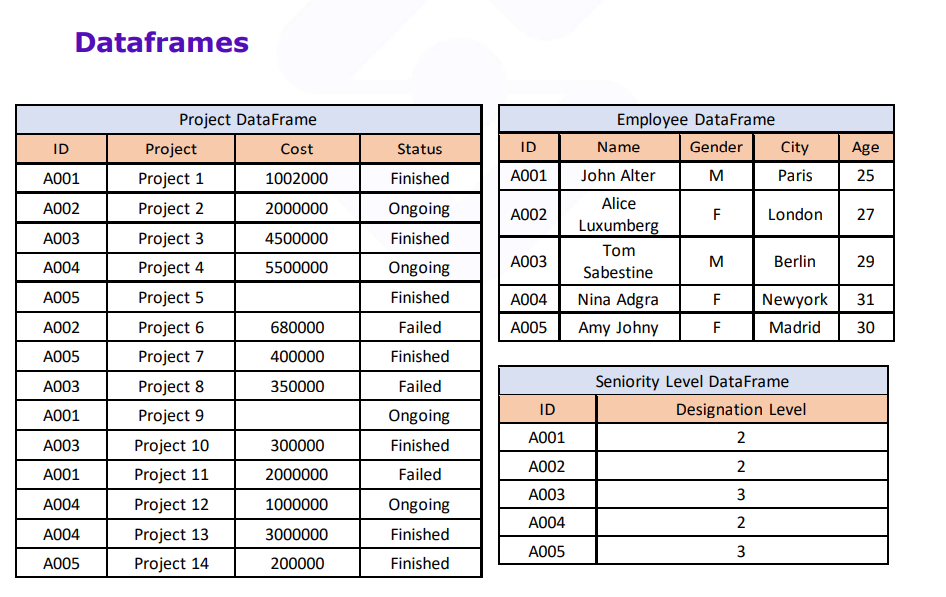 Dataframes
Project DataFrame
ID Project Cost Status
A001 Project 1 1002000 Finished
A002 Project 2 2000000 Ongoing
A003 Project 3 4500000 Finished
A004 Project 4 5500000 Ongoing
A005 Project 5 Finished
A002 Project 6 680000 Failed
A005 Project 7 400000 Finished
A003 Project 8 350000 Failed
A001 Project 9 Ongoing
A003 Project 10 300000 Finished
A001 Project 11 2000000 Failed
A004 Project 12 1000000 Ongoing
A004 Project 13 3000000 Finished
A005 Project 14 200000 Finished
Employee DataFrame
ID Name Gender City Age
A001 John Alter M Paris 25
A002 Alice Luxumberg F London 27
A003 Tom Sabestine M Berlin 29
A004 Nina Adgra F Newyork 31
A005 Amy Johny F Madrid 30
Seniority Level DataFrame
ID Designation Level
A001 2
A002 2
A003 3
A004 2
A005 3